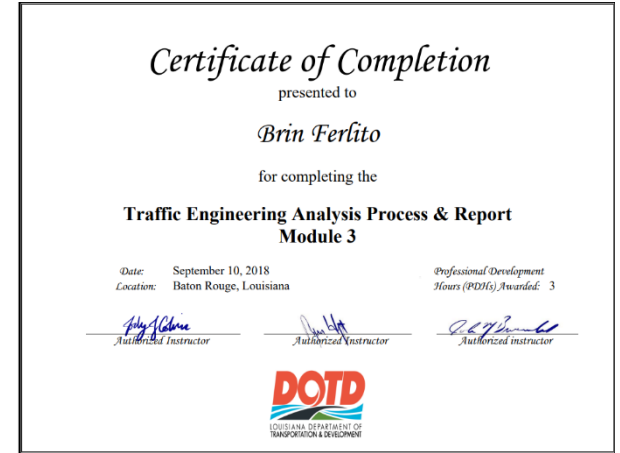 Certificate of Completion
presented to
Brin Ferlito
for completing the
Traffic Engineering Analysis Process & Report
Module 3
Date: September 10, 2018
Location: Baton Rouge, Louisiana
Professional Development
Hours (PDHs) Awarded: 3
Authorized Instructor
Authorized Instructor
Authorized instructor
DOTD
LOUISIANA DEPARTMENT OF
TRANSPORTATION & DEVELOPMENT